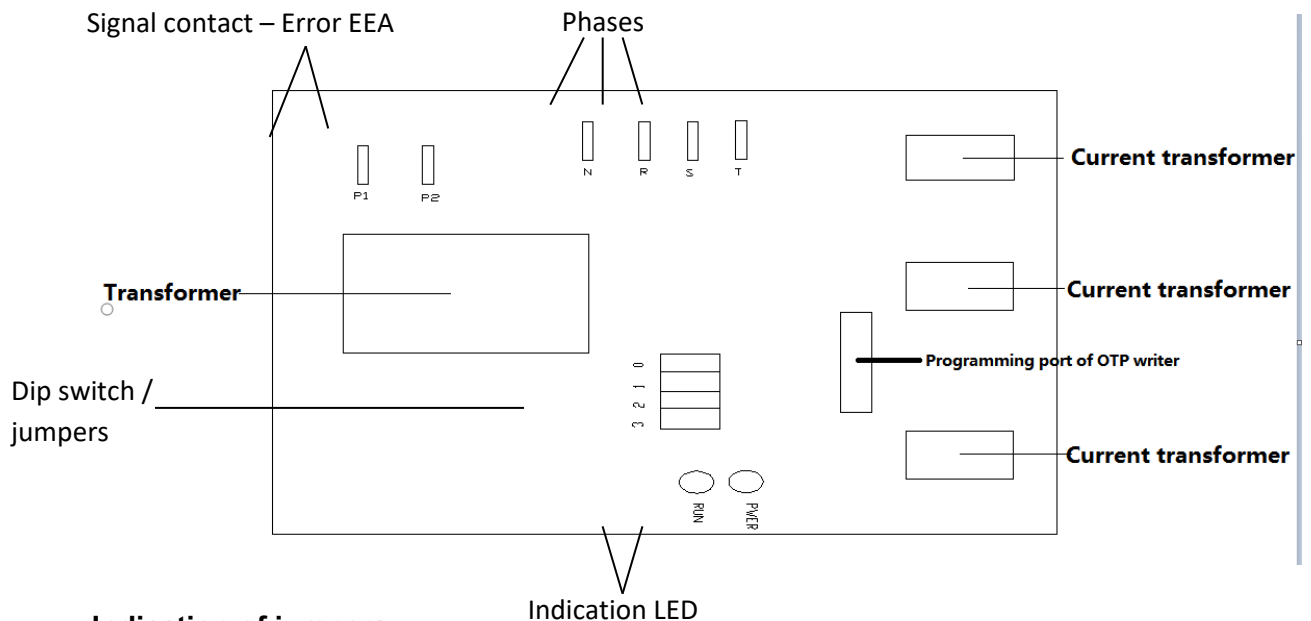 Signal contact – Error EEA
Phases
N
R
S
T
P1
P2
Current transformer
Transformer
Current transformer
Programming port of OTP writer
Dip switch /
jumpers
0
1
2
3
Current transformer
RUN
PWER
Indication LED